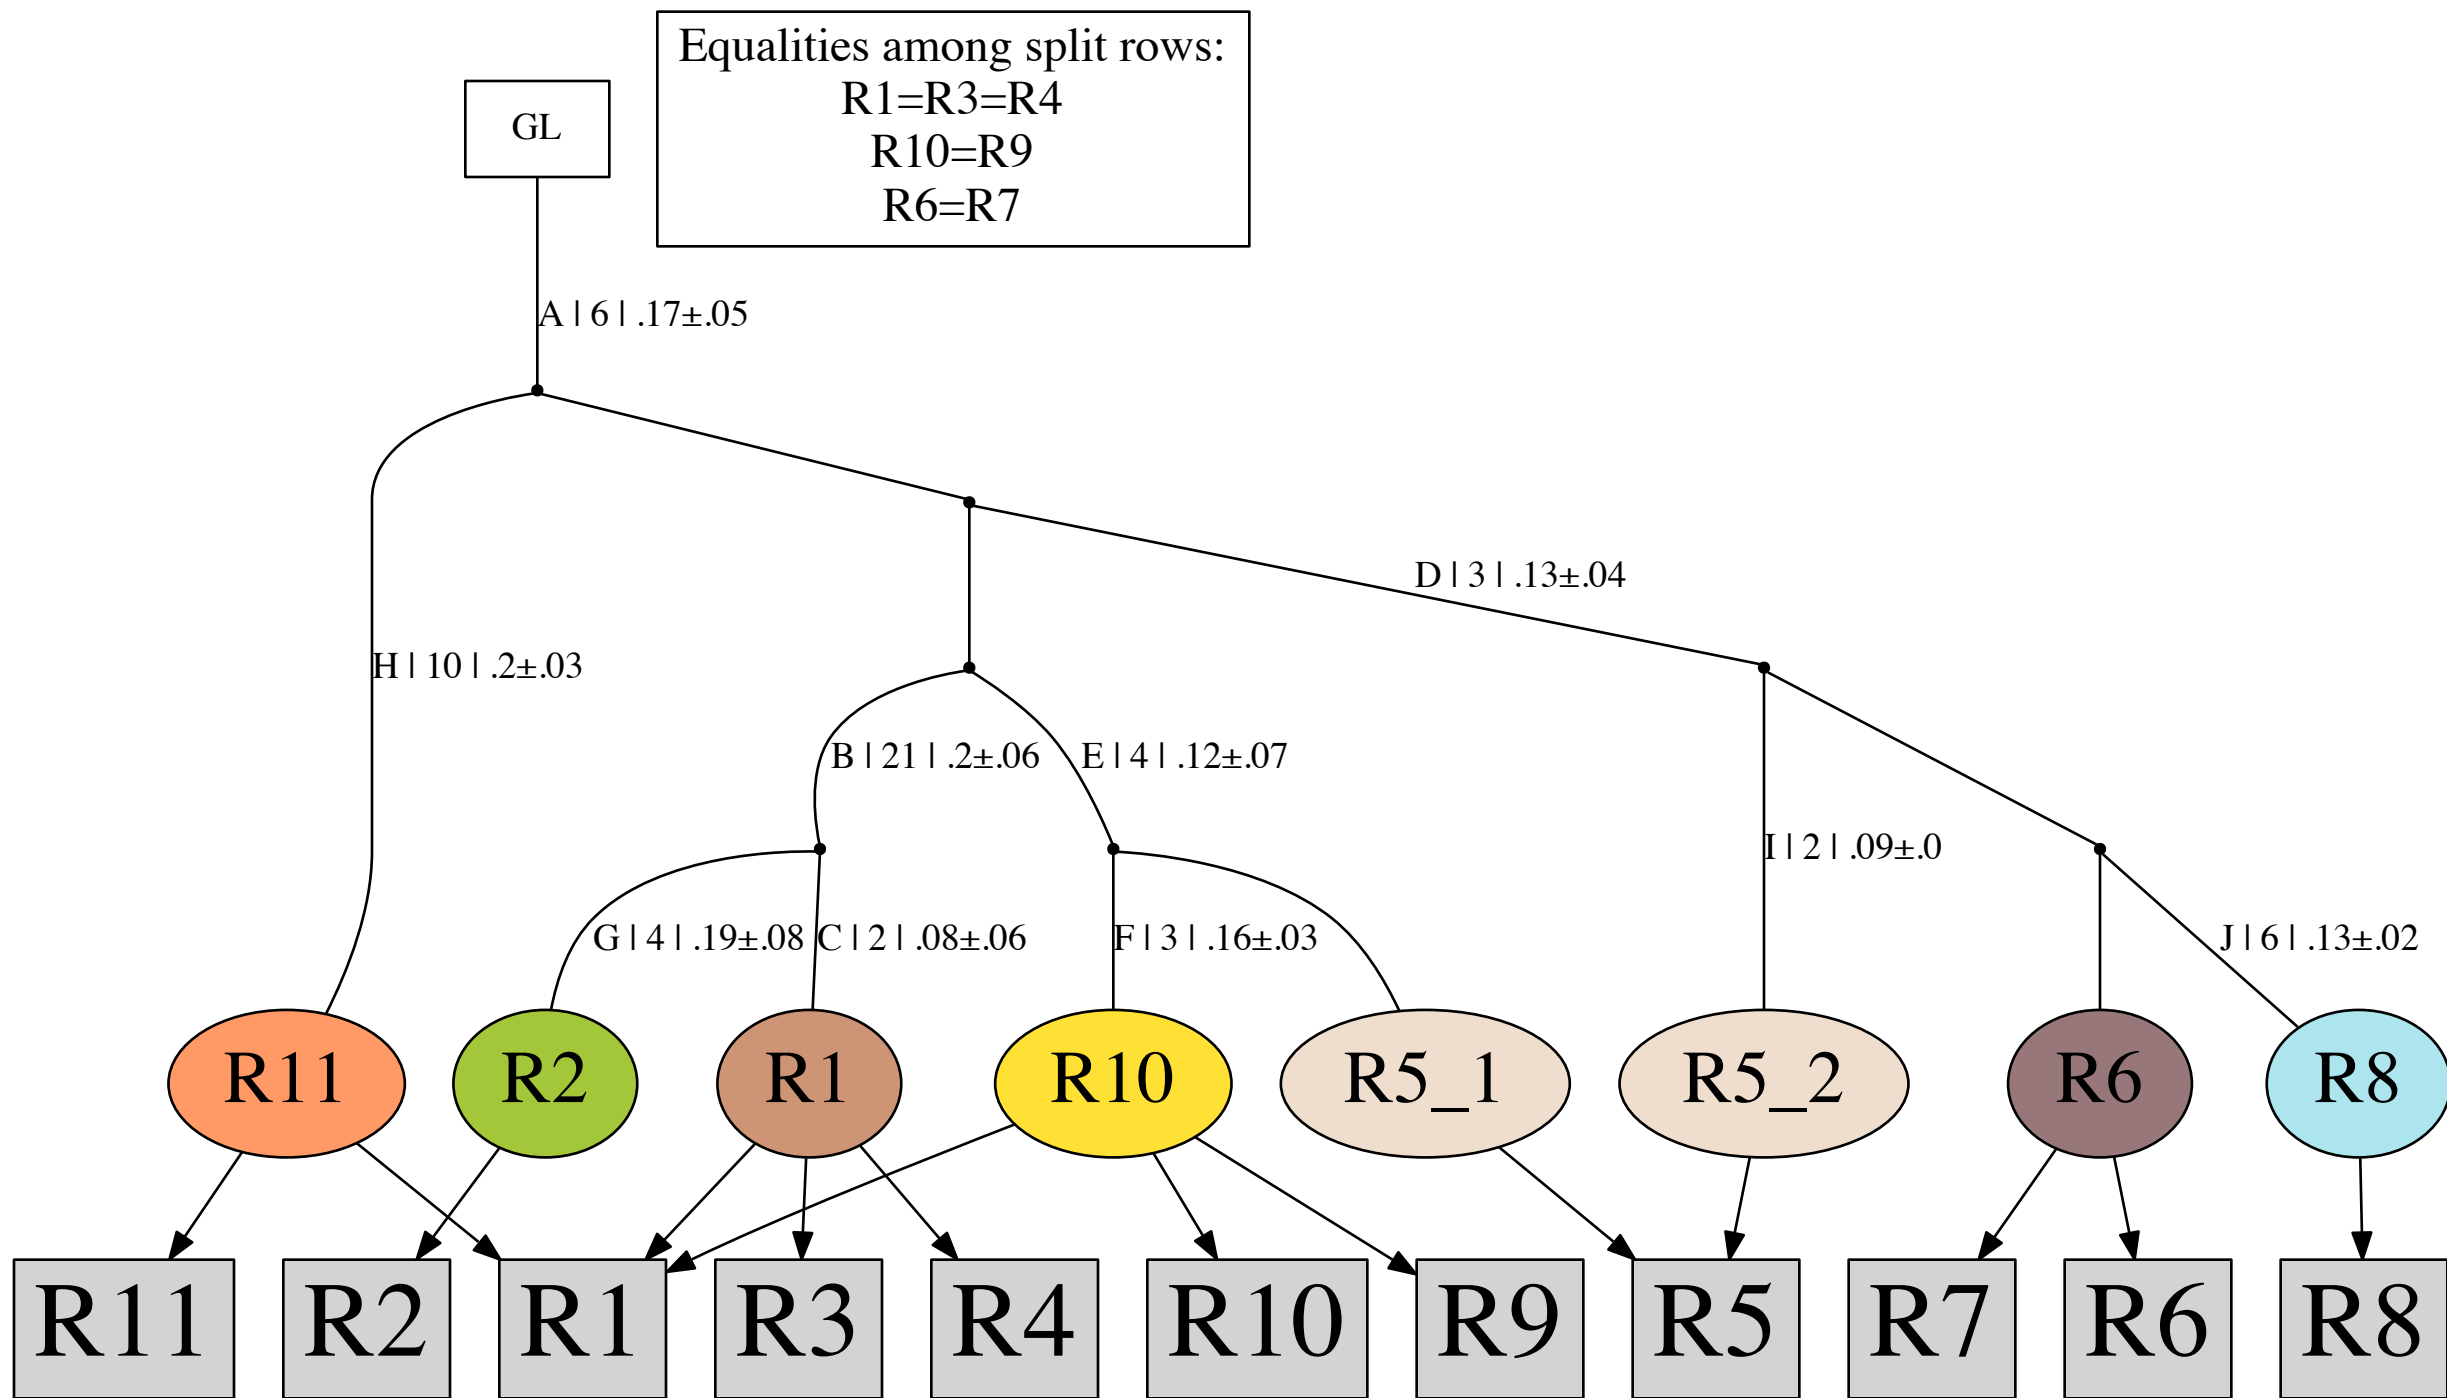 Equalities among split rows:
R1=R3=R4
R10=R9
R6=R7
GL
A | 6 | .17±.05
D | 3 | .13±.04
H | 10 | .2±.03
B | 21 | .2±.06
E | 4 | .12±.07
I | 2 | .09±.0
G | 4 | .19±.08
C | 2 | .08±.06
F | 3 | .16±.03
J | 6 | .13±.02
R11
R2
R1
R10
R5_1
R5_2
R6
R8
R11
R2
R1
R3
R4
R10
R9
R5
R7
R6
R8